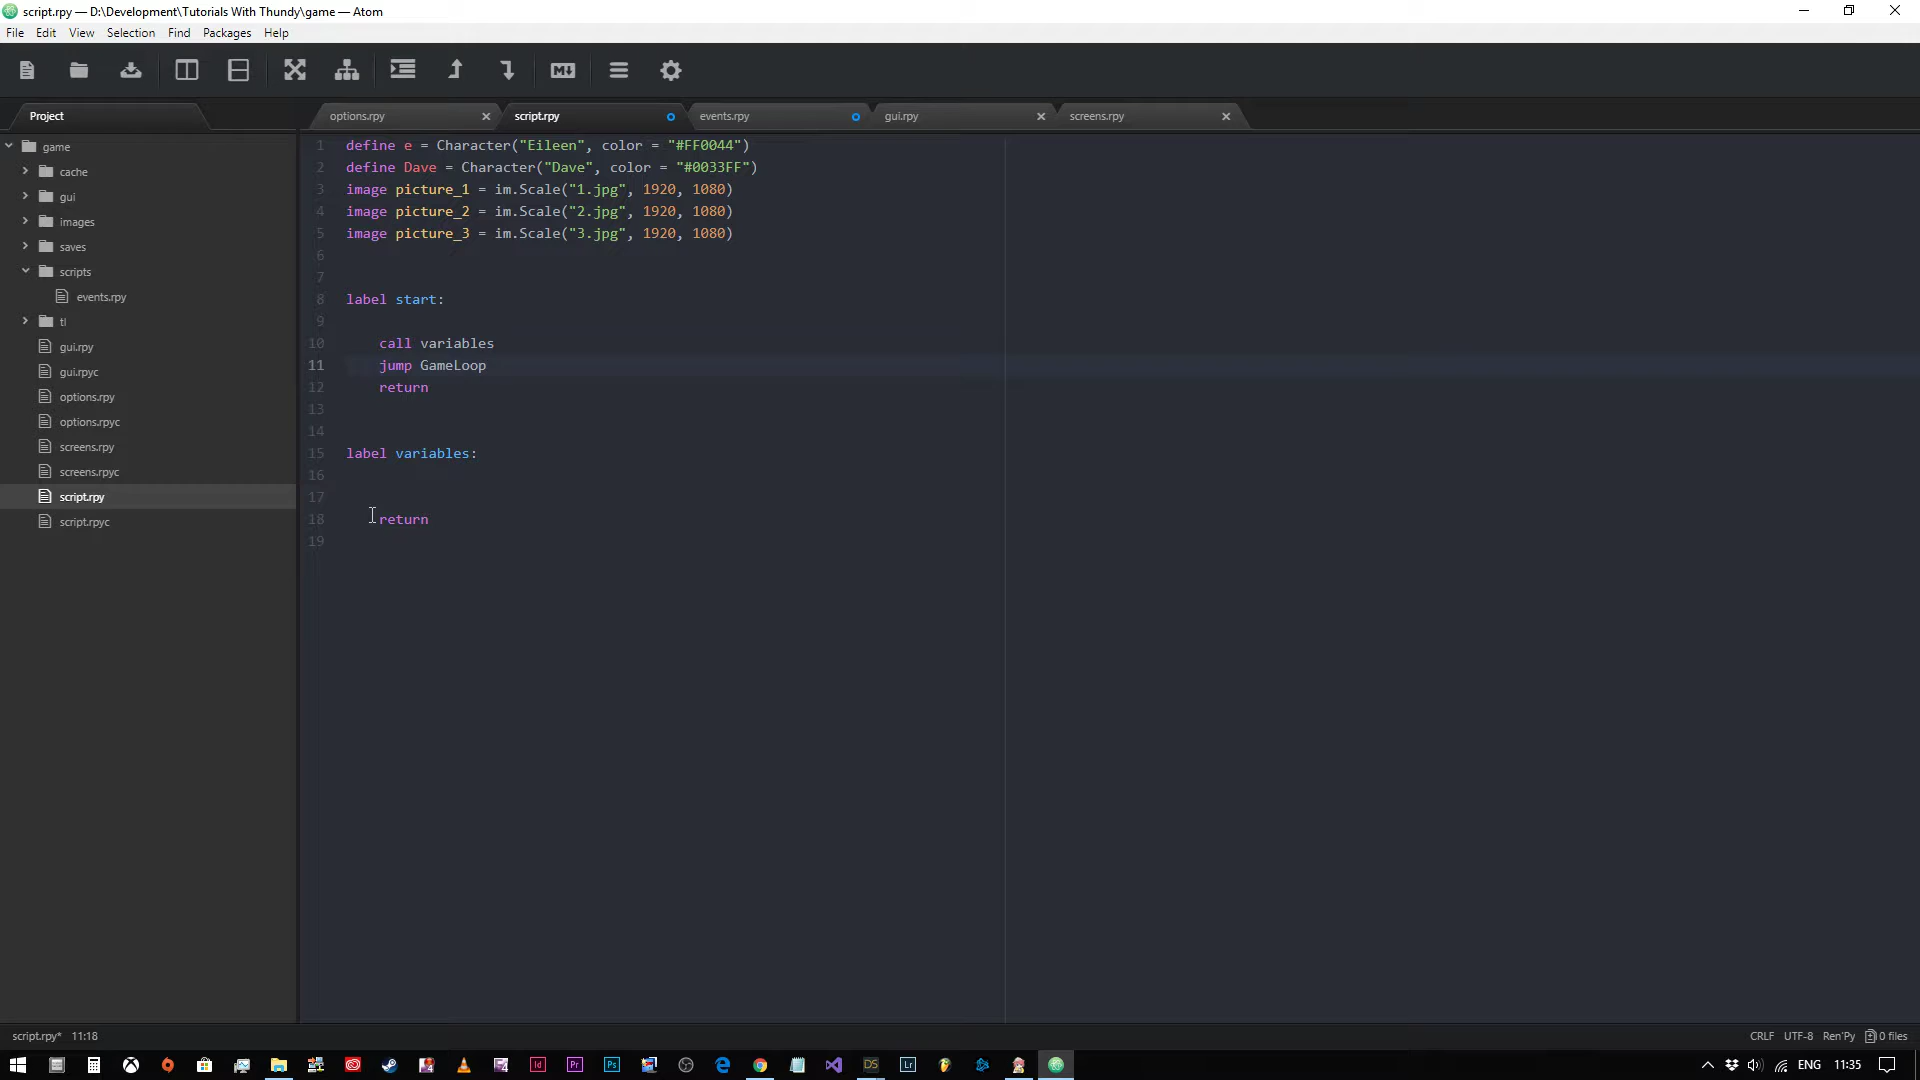 script.rpy — D:\Development\Tutorials With Thundy\game — Atom
File Edit View Selection Find Packages Help
Project
options.rpy script.rpy events.rpy gui.rpy screens.rpy
game
cache
gui
images
saves
scripts
events.rpy
tl
gui.rpy
gui.rpyc
options.rpy
options.rpyc
screens.rpy
screens.rpyc
script.rpy
script.rpyc
1 define e = Character("Eileen", color = "#FF0044")
2 define Dave = Character("Dave", color = "#0033FF")
3 image picture_1 = im.Scale("1.jpg", 1920, 1080)
4 image picture_2 = im.Scale("2.jpg", 1920, 1080)
5 image picture_3 = im.Scale("3.jpg", 1920, 1080)
6
7
8 label start:
9
10 call variables
11 jump GameLoop
12 return
13
14
15 label variables:
16
17
18 return
19
script.rpy* 11:18
CRLF UTF-8 Ren'Py 0 files
ENG 11:35